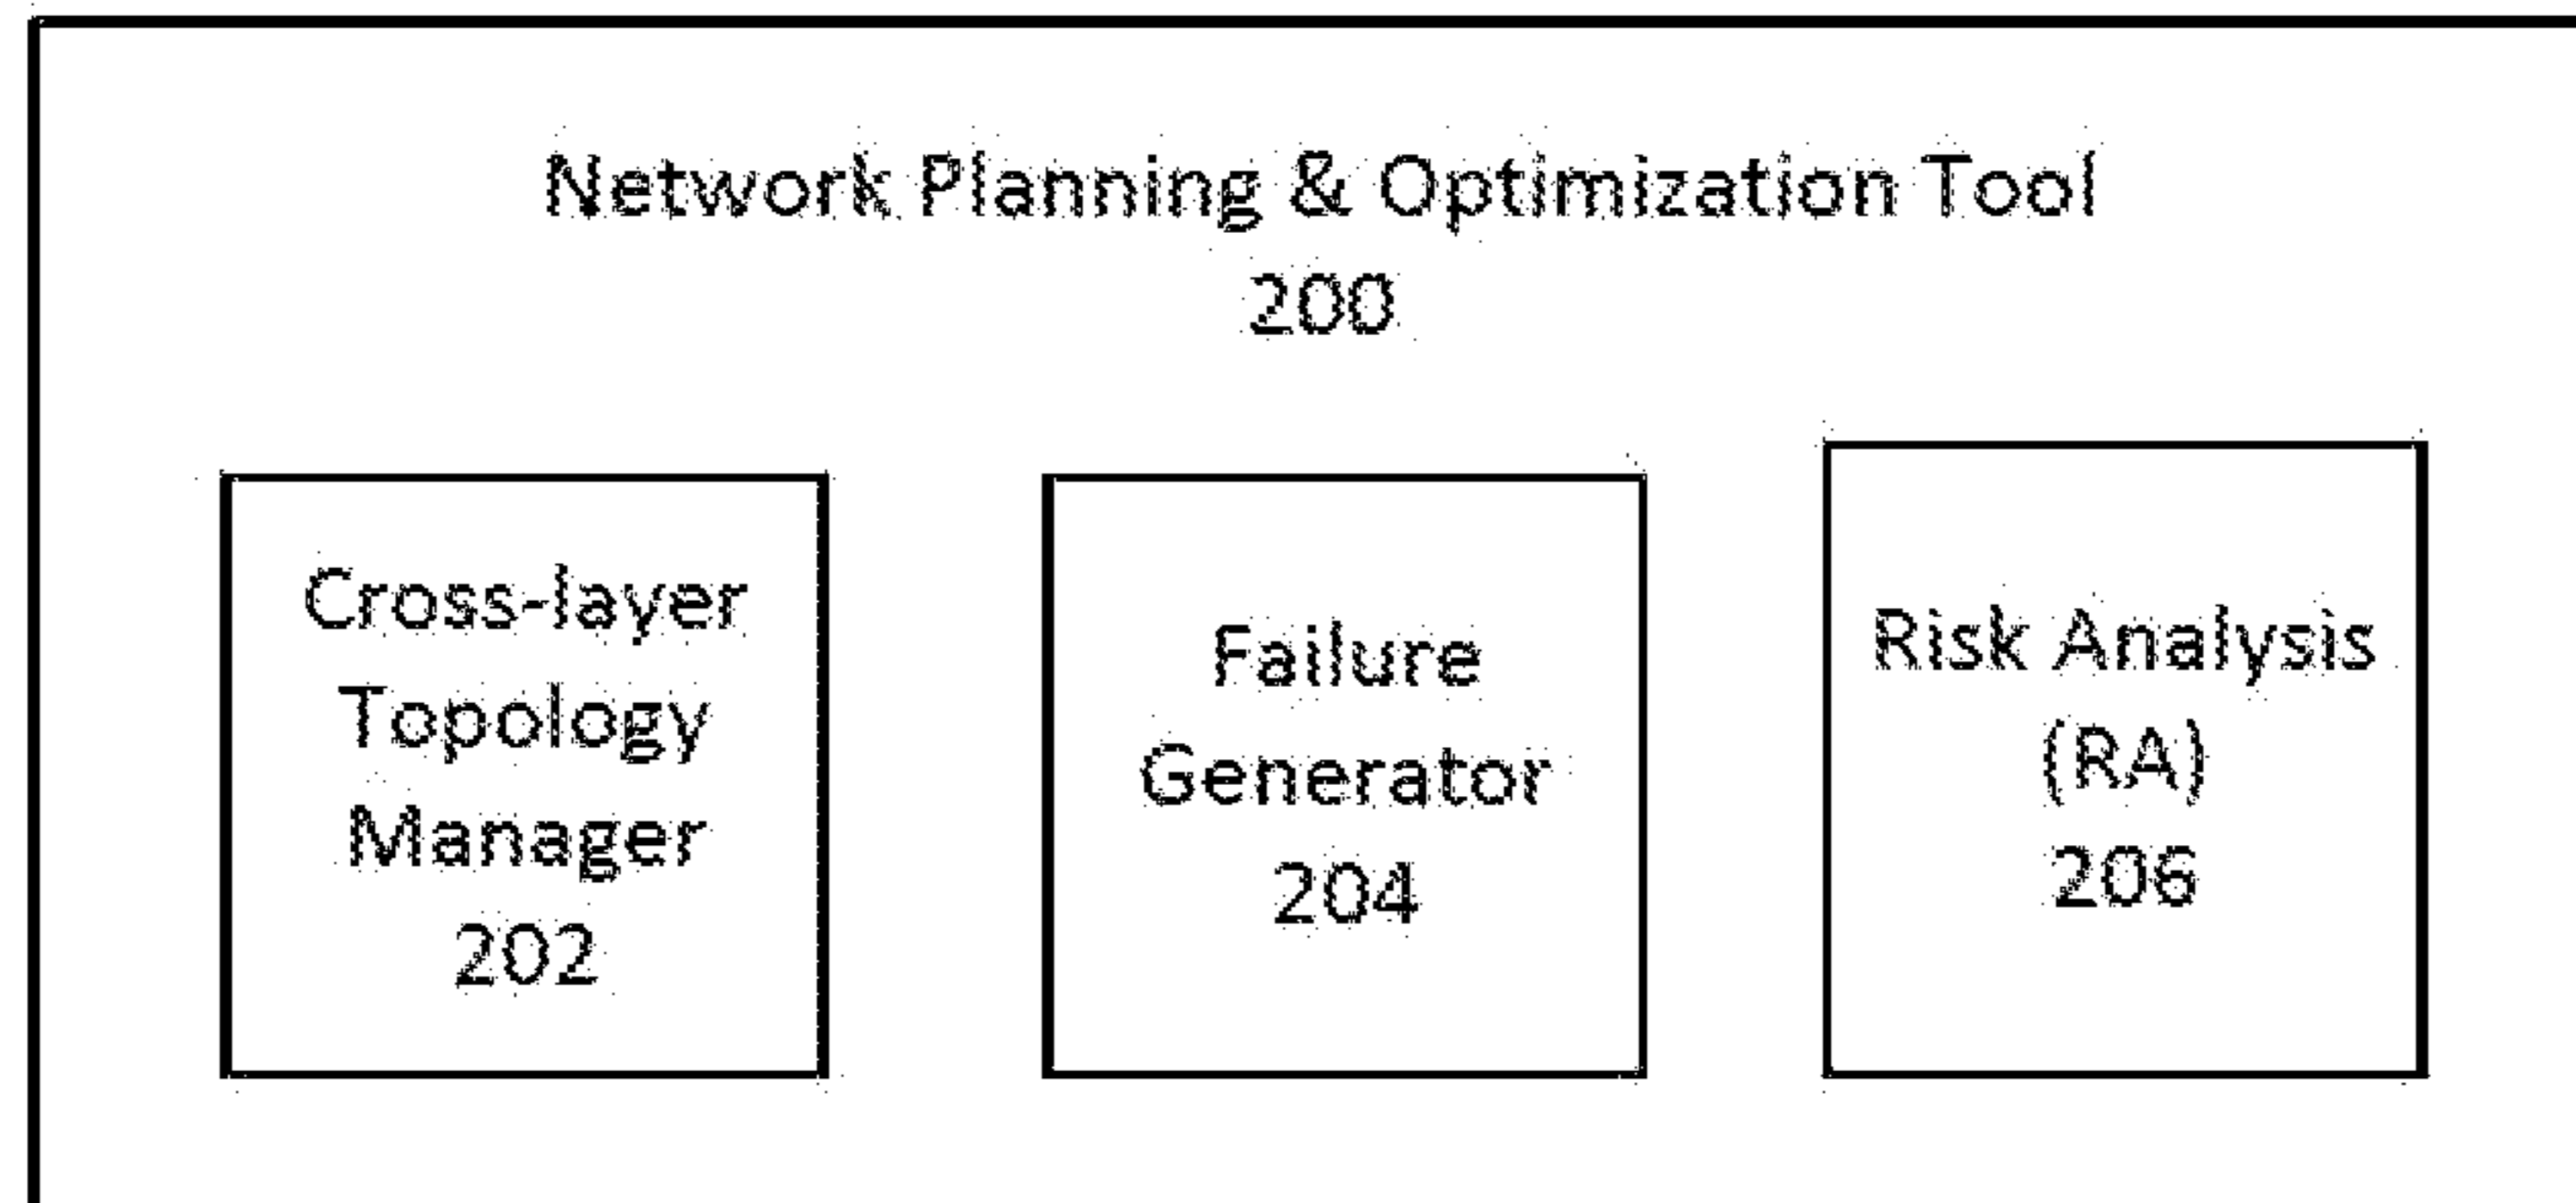 Network Planning & Optimization Tool
200
Cross-layer
Topology
Manager
202
Failure
Generator
204
Risk Analysis
(RA)
206